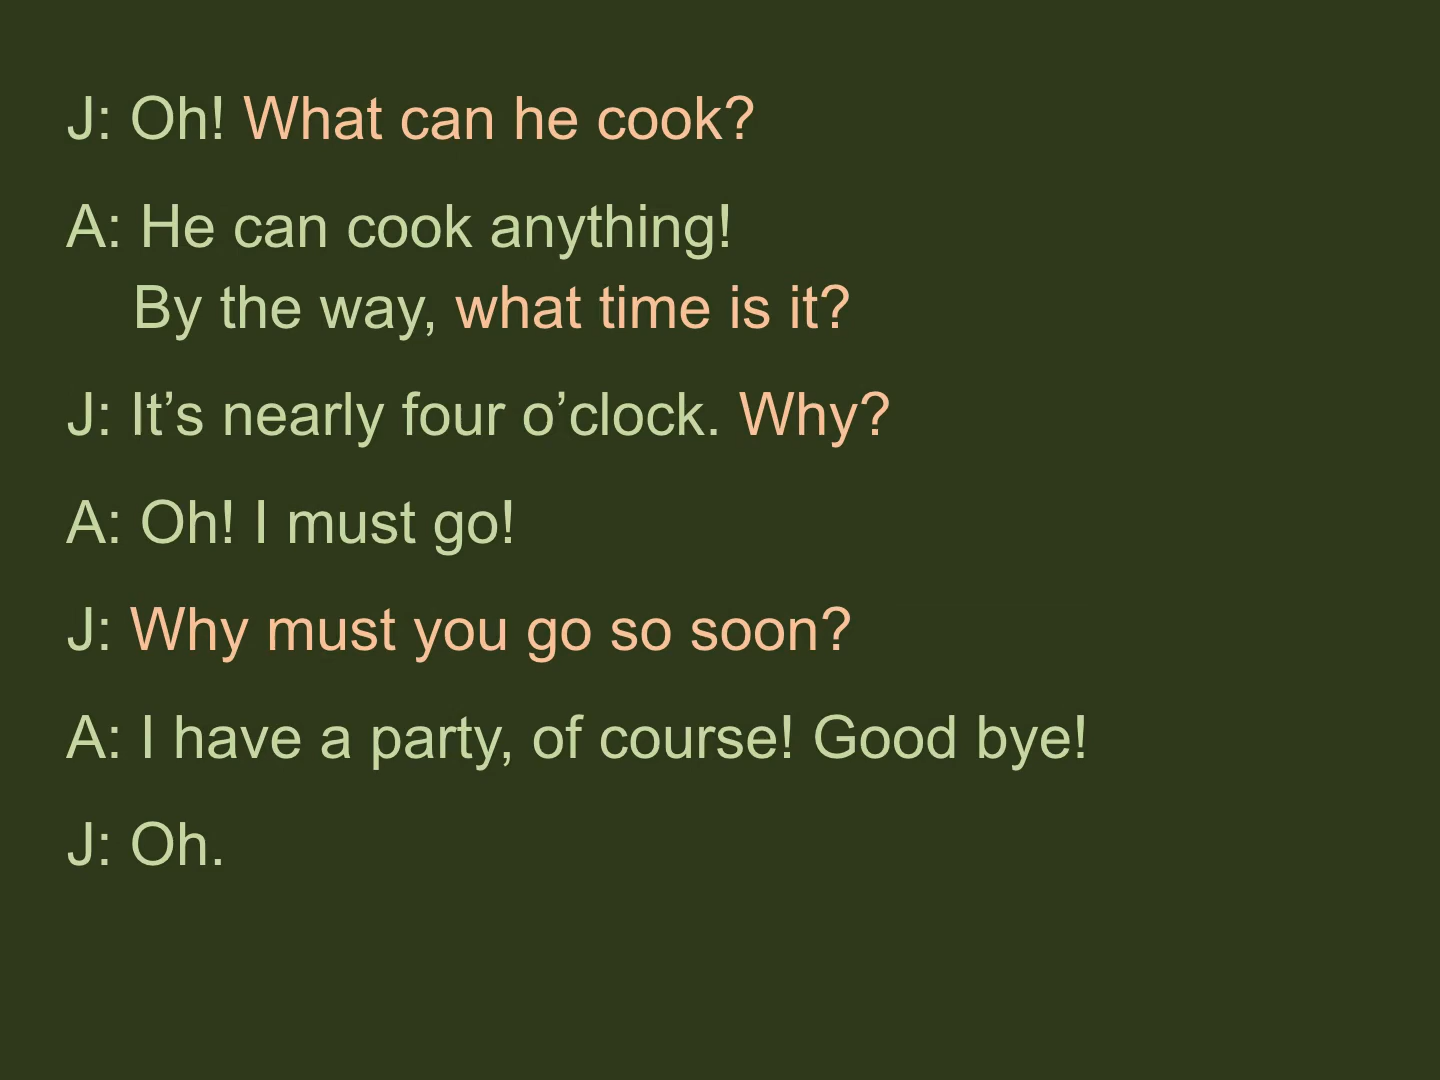 J: Oh! What can he cook?
A: He can cook anything!
By the way, what time is it?
J: It’s nearly four o’clock. Why?
A: Oh! I must go!
J: Why must you go so soon?
A: I have a party, of course! Good bye!
J: Oh.